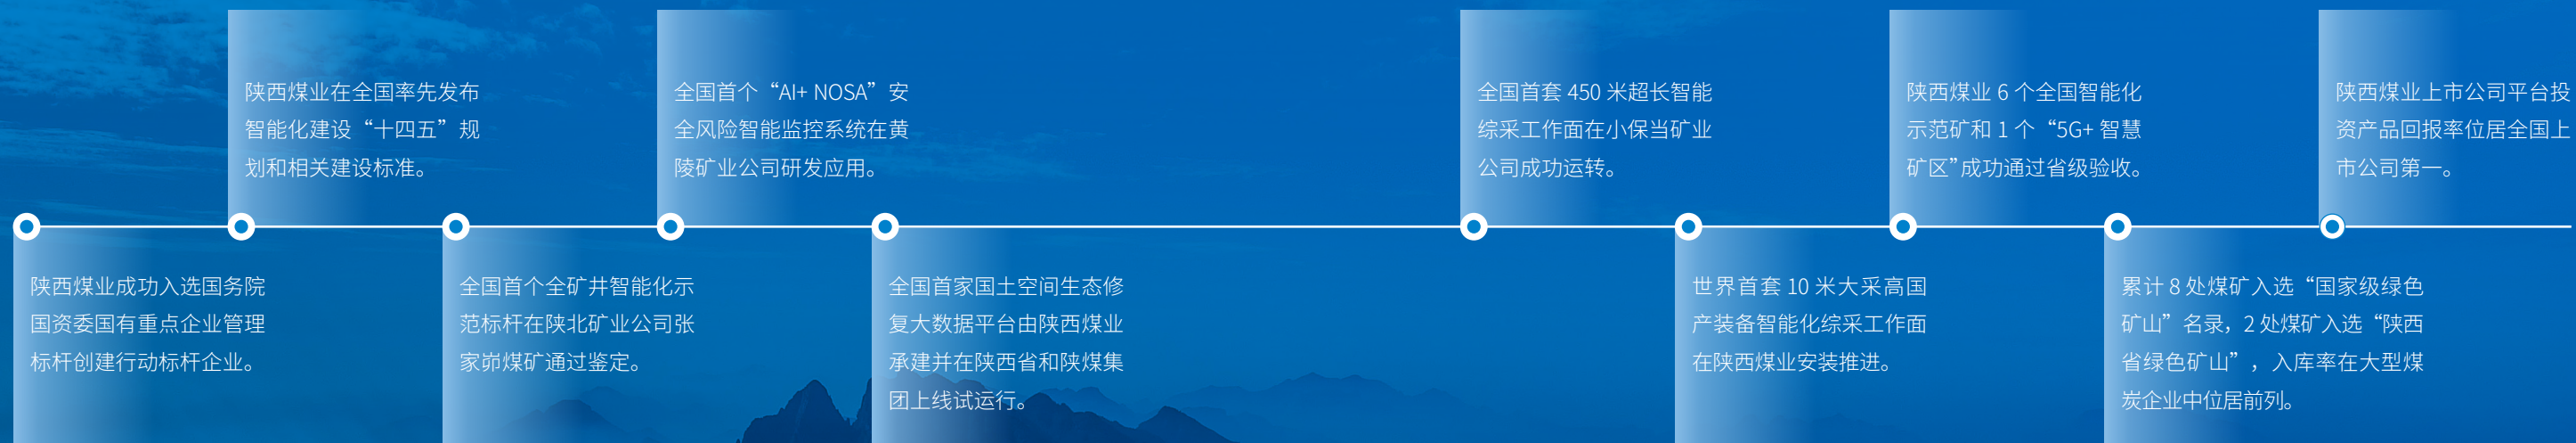 陕西煤业成功入选国务院
国资委国有重点企业管理
标杆创建行动标杆企业。
陕西煤业在全国率先发布
智能化建设“十四五”规
划和相关建设标准。
全国首个全矿井智能化示
范标杆在陕北矿业公司张
家峁煤矿通过鉴定。
全国首个“AI+ NOSA”安
全风险智能监控系统在黄
陵矿业公司研发应用。
全国首家国土空间生态修
复大数据平台由陕西煤业
承建并在陕西省和陕煤集
团上线试运行。
全国首套 450 米超长智能
综采工作面在小保当矿业
公司成功运转。
世界首套 10 米大采高国
产装备智能化综采工作面
在陕西煤业安装推进。
陕西煤业 6 个全国智能化
示范矿和 1 个“5G+ 智慧
矿区”成功通过省级验收。
累计 8 处煤矿入选“国家级绿色
矿山”名录，2 处煤矿入选“陕西
省绿色矿山”，入库率在大型煤
炭企业中位居前列。
陕西煤业上市公司平台投
资产品回报率位居全国上
市公司第一。